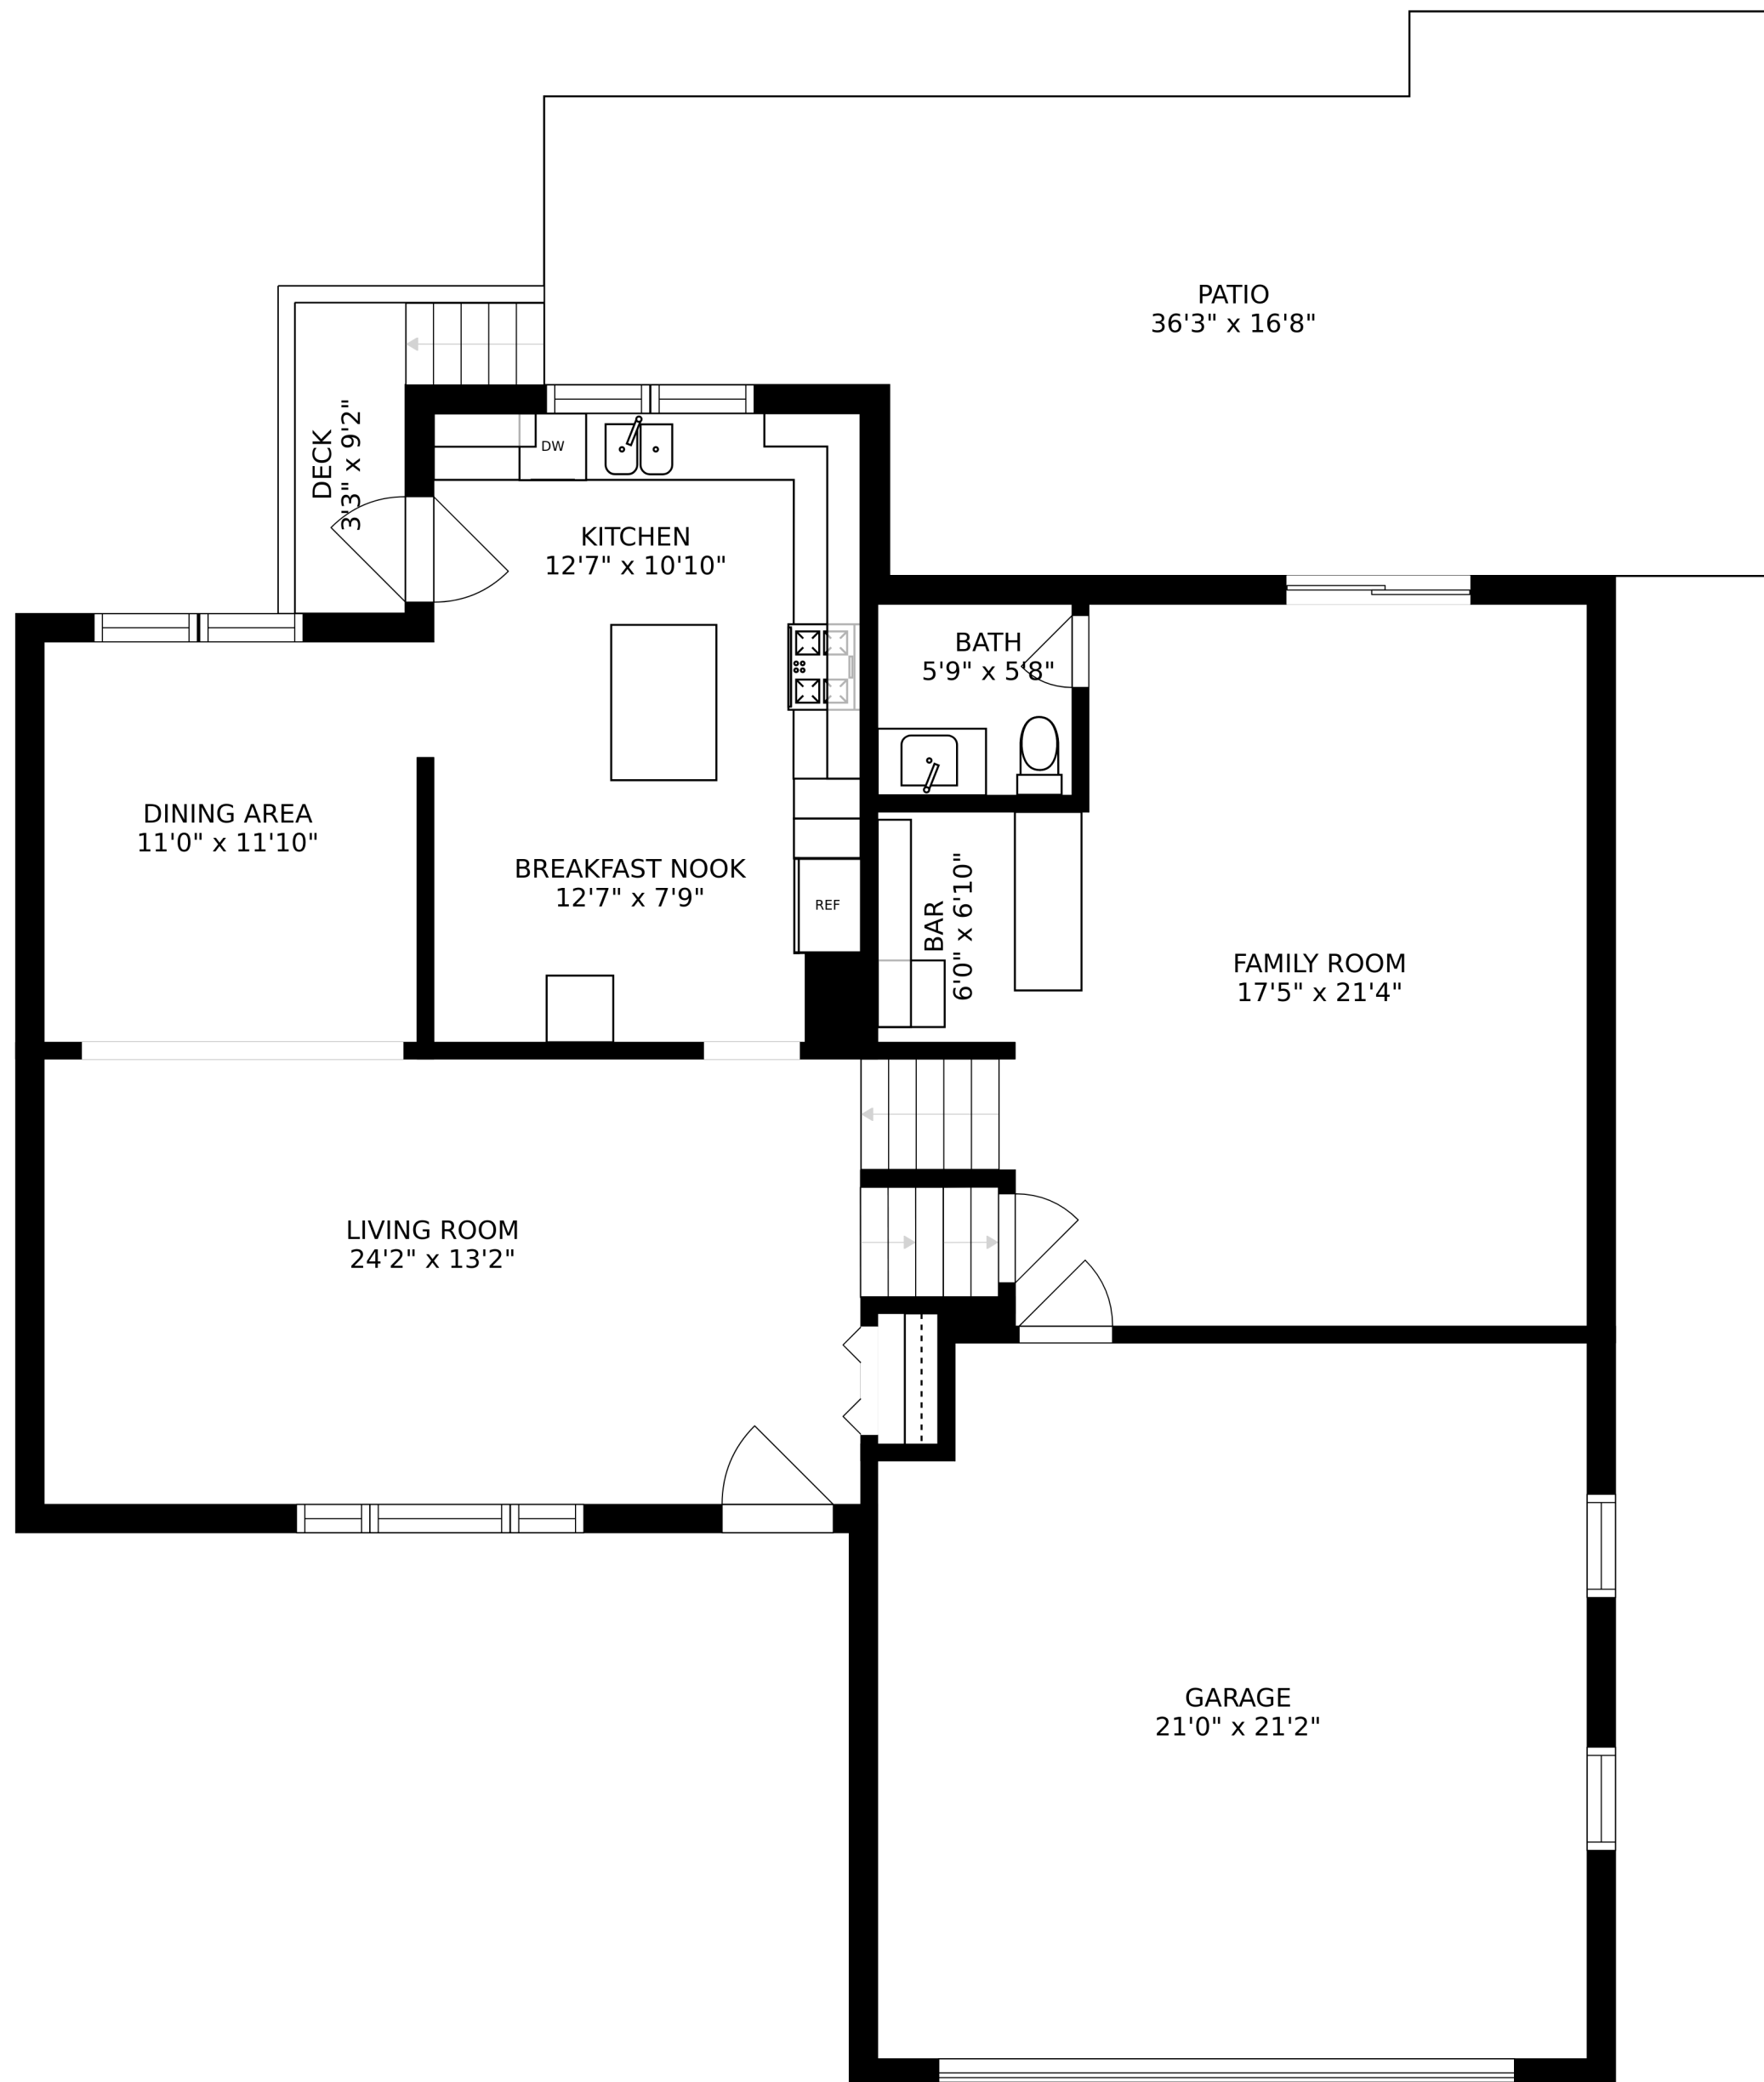 PATIO
36'3" x 16'8"
DECK
3'3" x 9'2"
DW
KITCHEN
12'7" x 10'10"
BATH
5'9" x 5'8"
DINING AREA
11'0" x 11'10"
BREAKFAST NOOK
12'7" x 7'9"
REF
BAR
6'0" x 6'10"
FAMILY ROOM
17'5" x 21'4"
LIVING ROOM
24'2" x 13'2"
GARAGE
21'0" x 21'2"